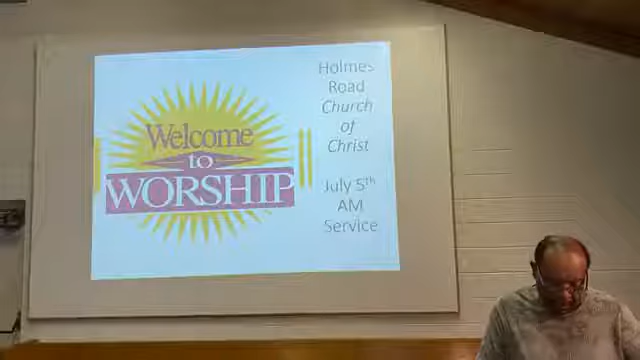 Welcome
to
WORSHIP
Holmes
Road
Church
of
Christ
July 5th
AM
Service